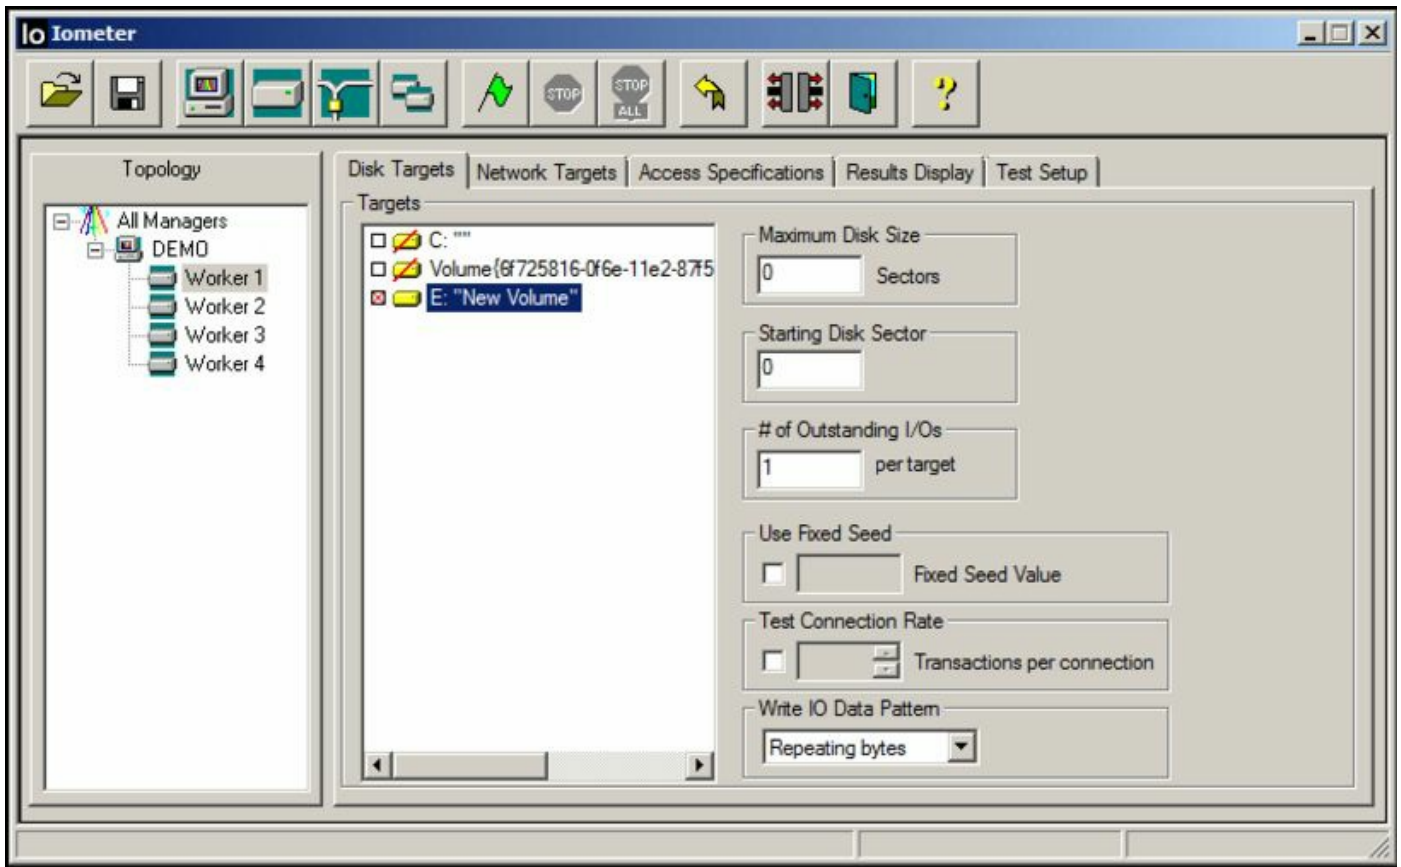 Io Iometer
STOP
STOP
ALL
?
Topology
All Managers
DEMO
Worker 1
Worker 2
Worker 3
Worker 4
Disk Targets
Network Targets
Access Specifications
Results Display
Test Setup
Targets
C: ""
Volume{6f725816-0f6e-11e2-87f5
E: "New Volume"
Maximum Disk Size
0 Sectors
Starting Disk Sector
0
# of Outstanding I/Os
1 per target
Use Fixed Seed
Fixed Seed Value
Test Connection Rate
Transactions per connection
Write IO Data Pattern
Repeating bytes